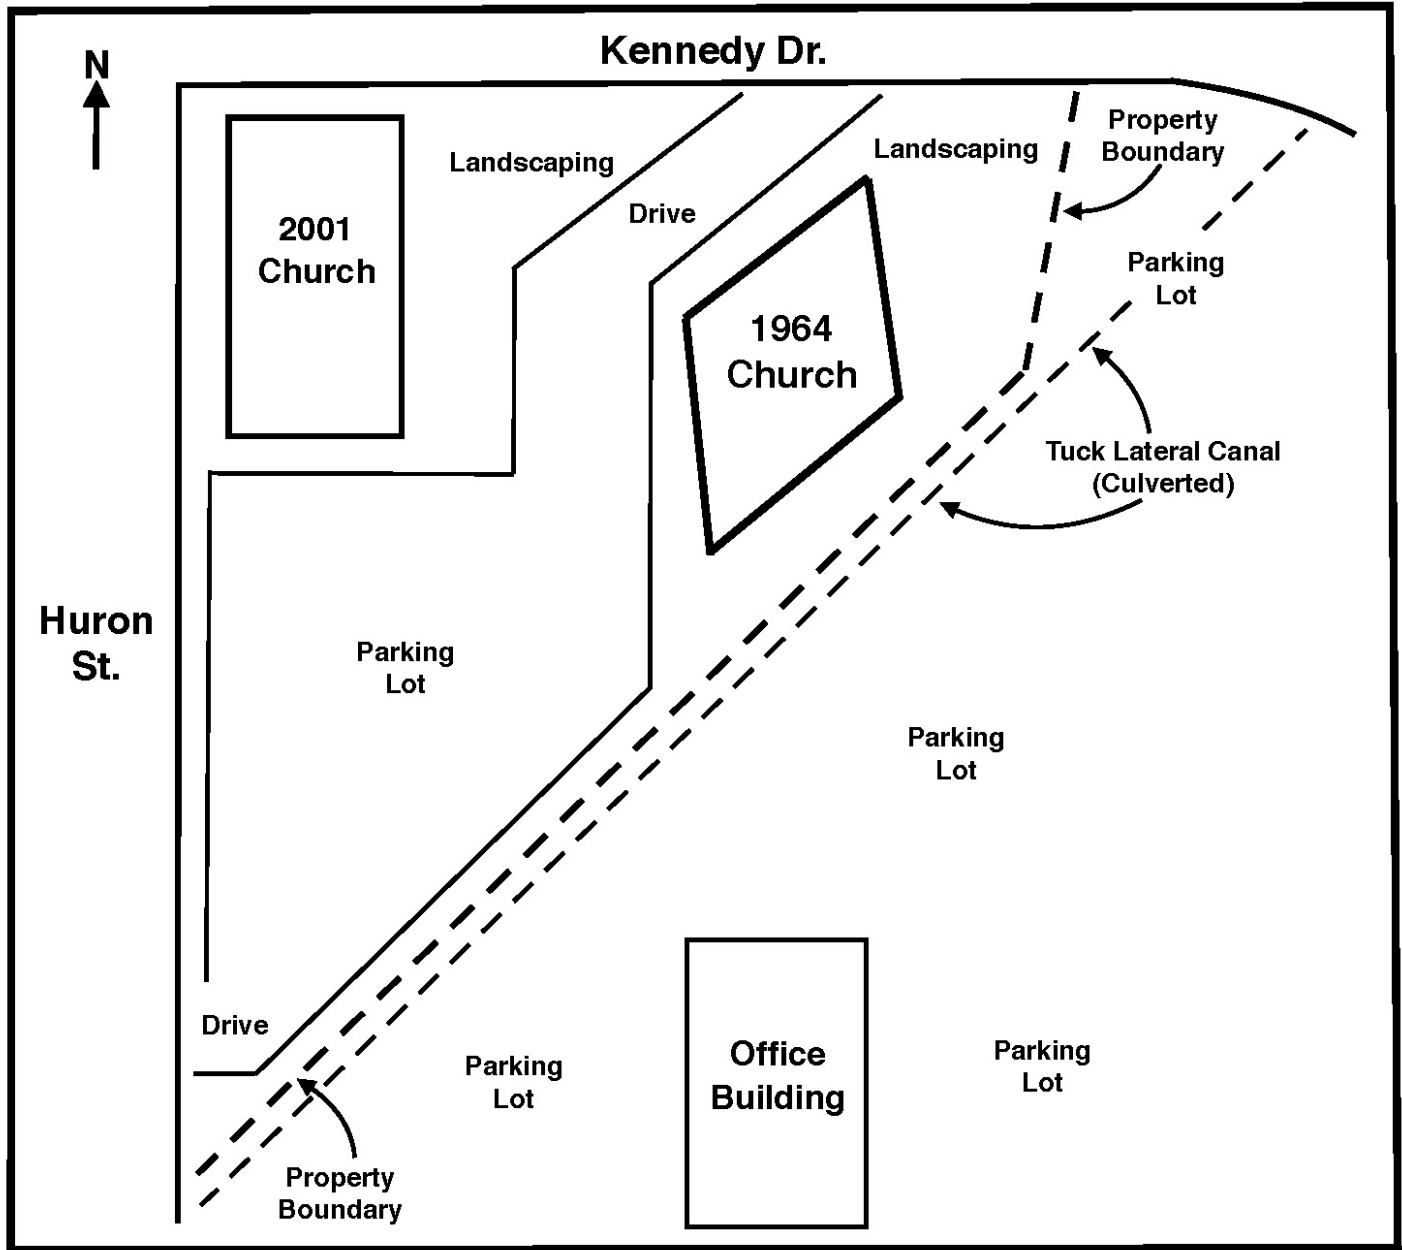 Kennedy Dr.
N
Property
Boundary
Landscaping
Landscaping
2001
Church
Drive
Parking
Lot
1964
Church
Tuck Lateral Canal
(Culverted)
Huron
St.
Parking
Lot
Parking
Lot
Drive
Parking
Lot
Office
Building
Parking
Lot
Property
Boundary